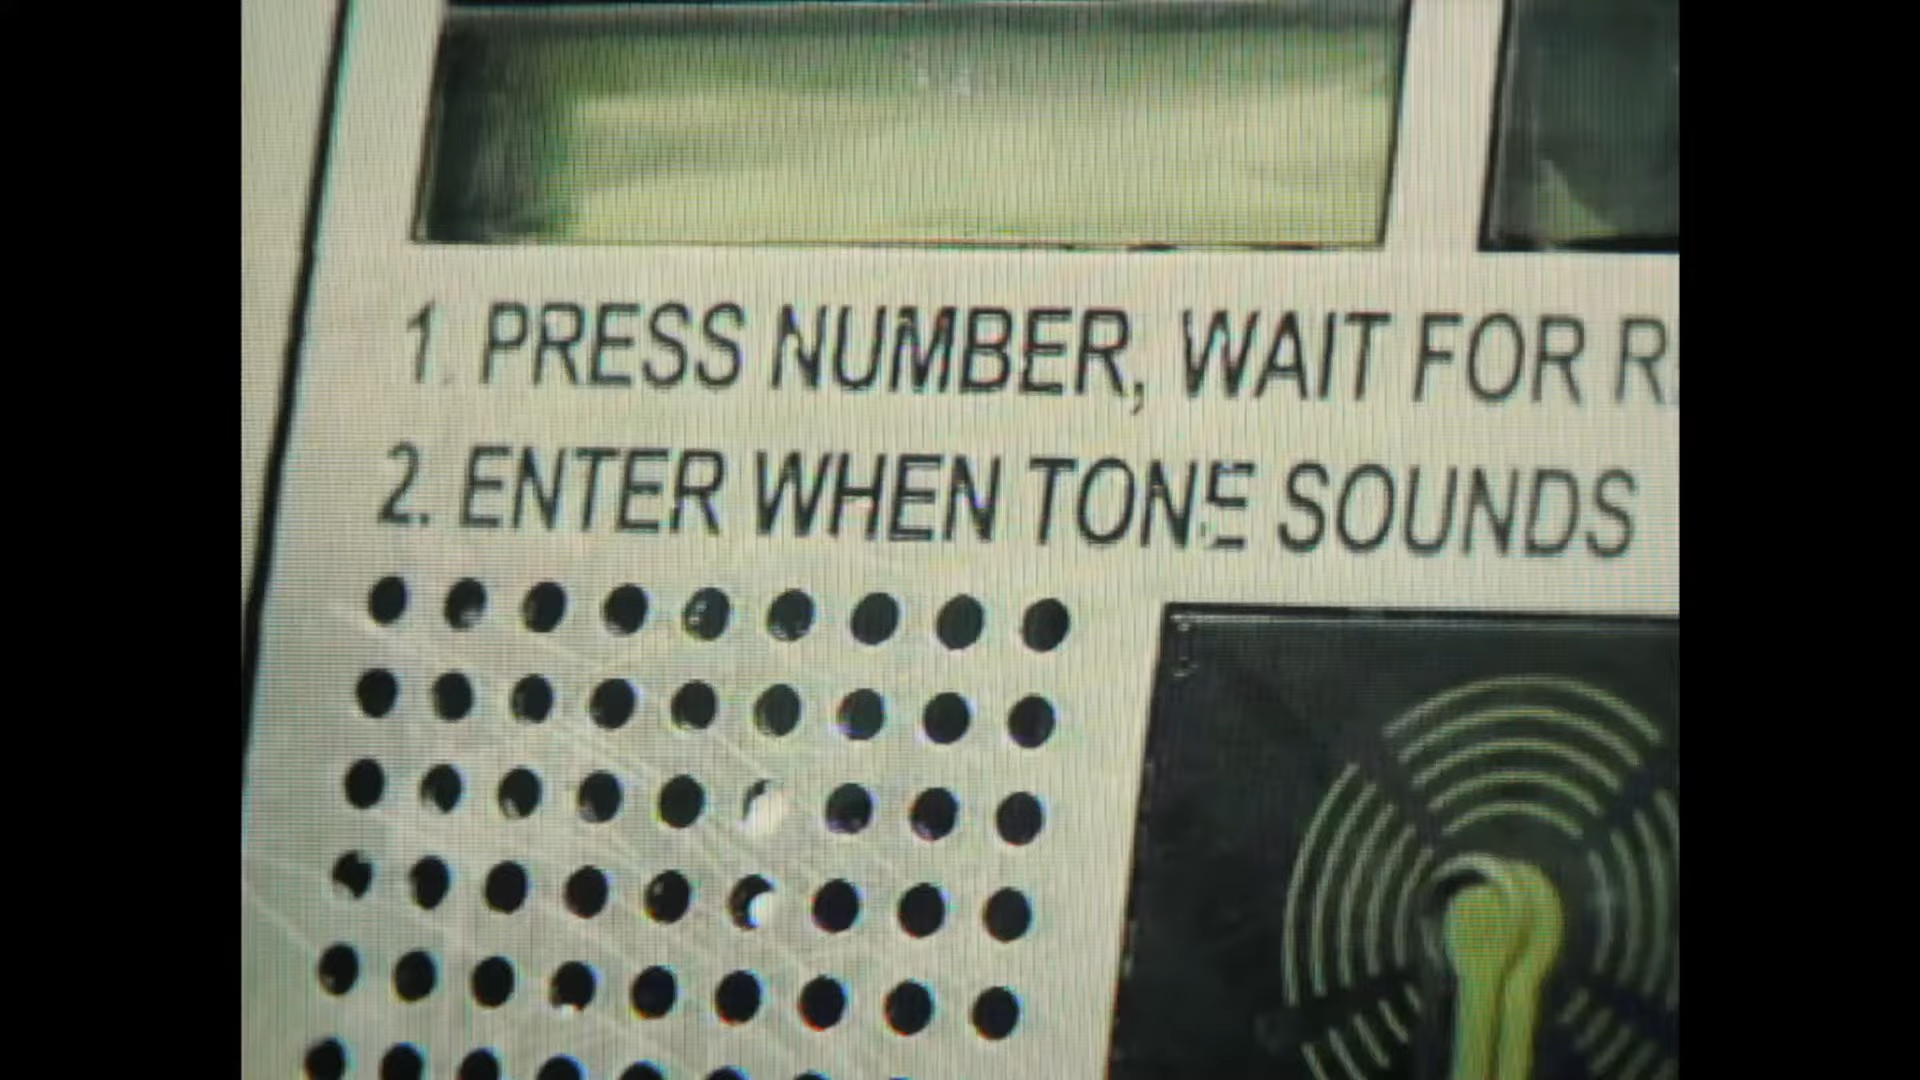 1. PRESS NUMBER, WAIT FOR
2. ENTER WHEN TONE SOUNDS